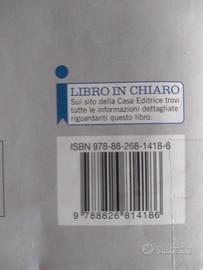 LIBRO IN CHIARO
Sul sito della Casa Editrice trovi
tutte le informazioni dettagliate
riguardanti questo libro.
ISBN 978-88-268-1418-6
9 788826 814186
subito